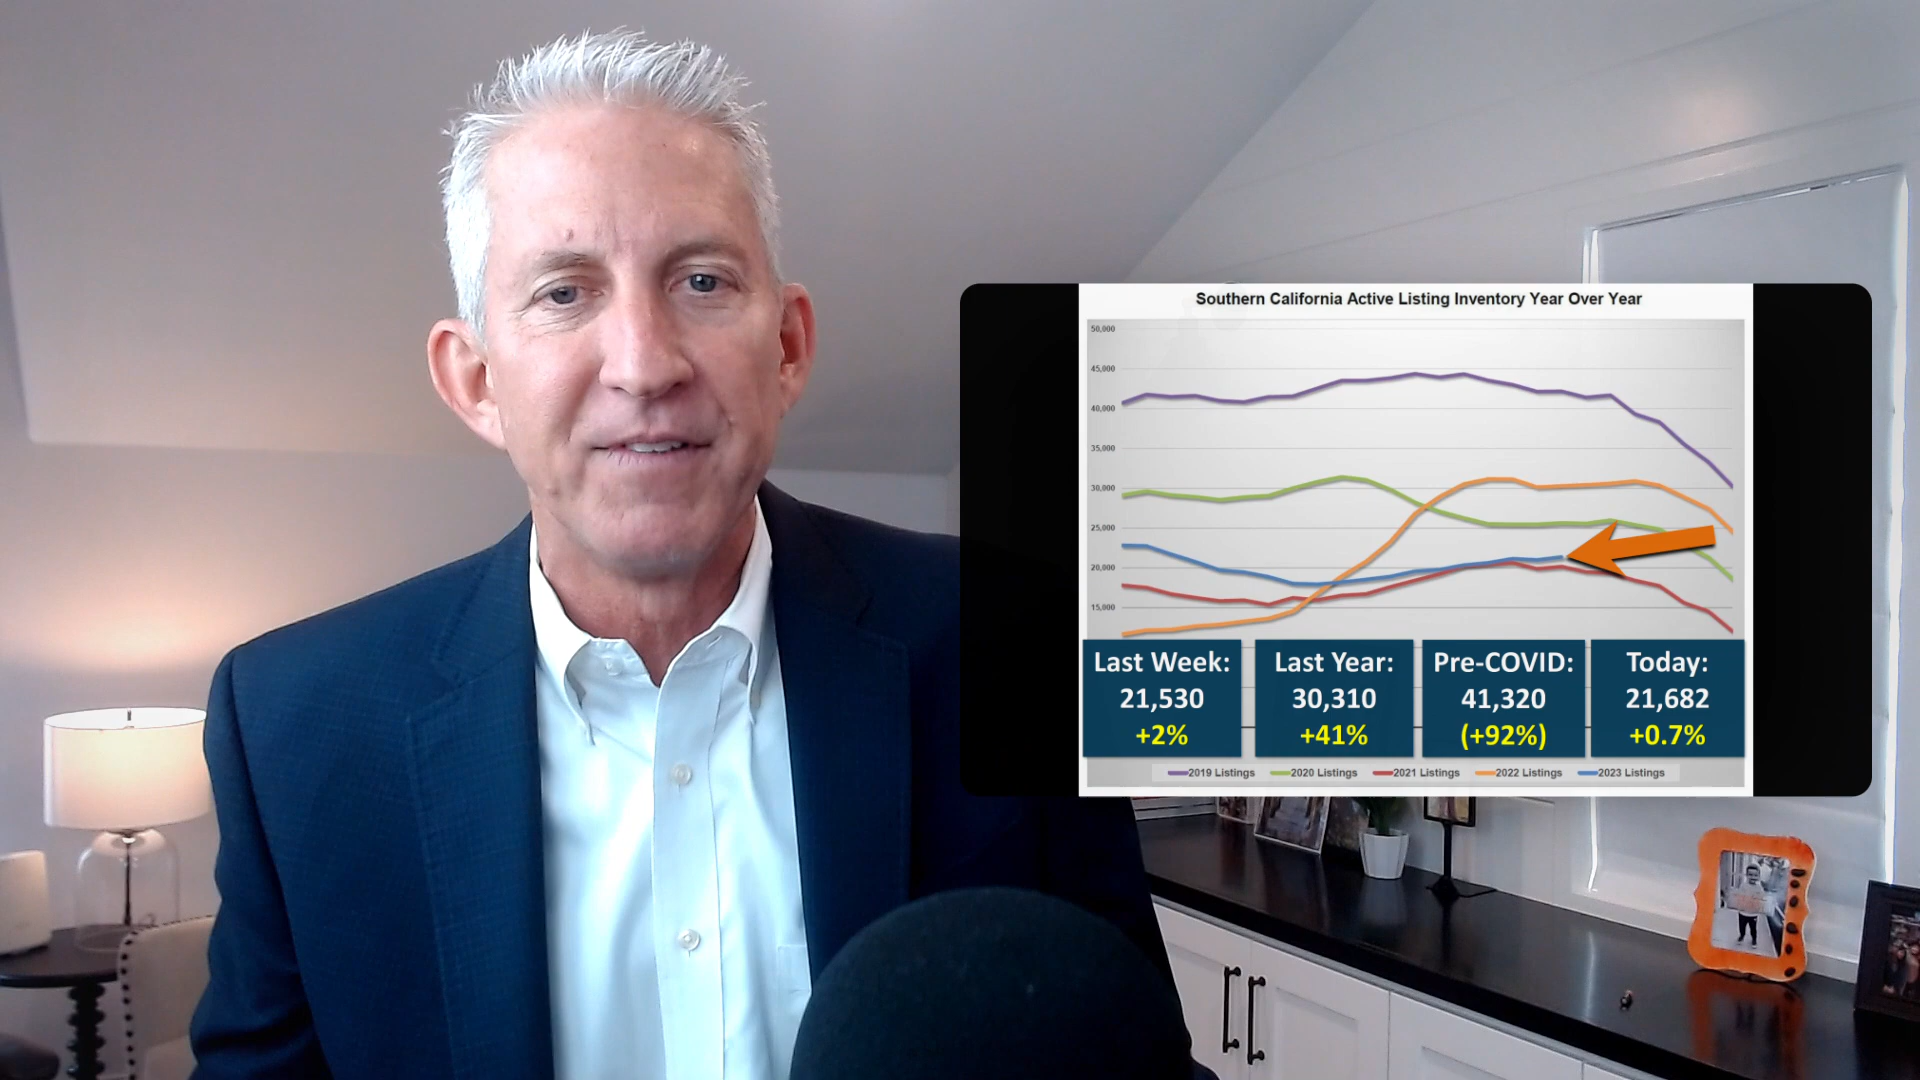 Southern California Active Listing Inventory Year Over Year
50,000
45,000
40,000
35,000
30,000
25,000
20,000
15,000
Last Week:
21,530
+2%
Last Year:
30,310
+41%
Pre-COVID:
41,320
(+92%)
Today:
21,682
+0.7%
2019 Listings 2020 Listings 2021 Listings 2022 Listings 2023 Listings